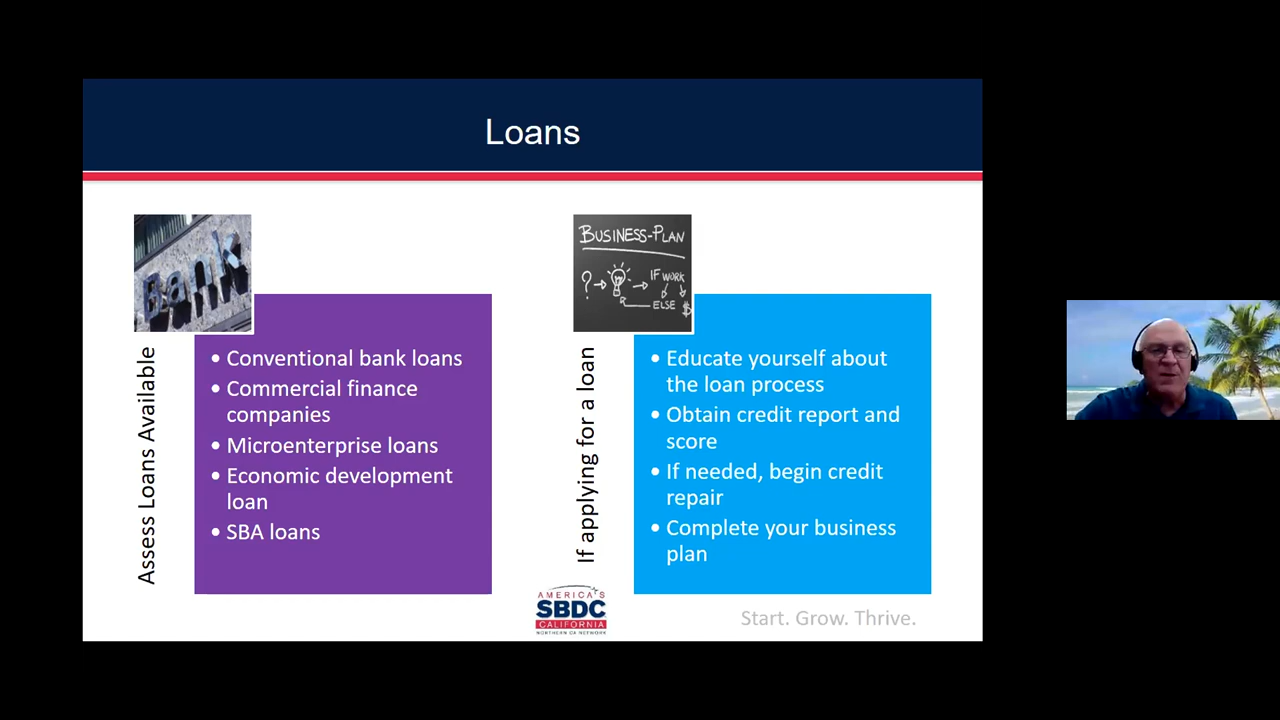 Loans
Bank
Assess Loans Available
• Conventional bank loans
• Commercial finance
companies
• Microenterprise loans
• Economic development
loan
• SBA loans
BUSINESS-PLAN
? → → IF WORK
ELSE $
If applying for a loan
• Educate yourself about
the loan process
• Obtain credit report and
score
• If needed, begin credit
repair
• Complete your business
plan
AMERICA'S
SBDC
CALIFORNIA
NORTHERN CA NETWORK
Start. Grow. Thrive.